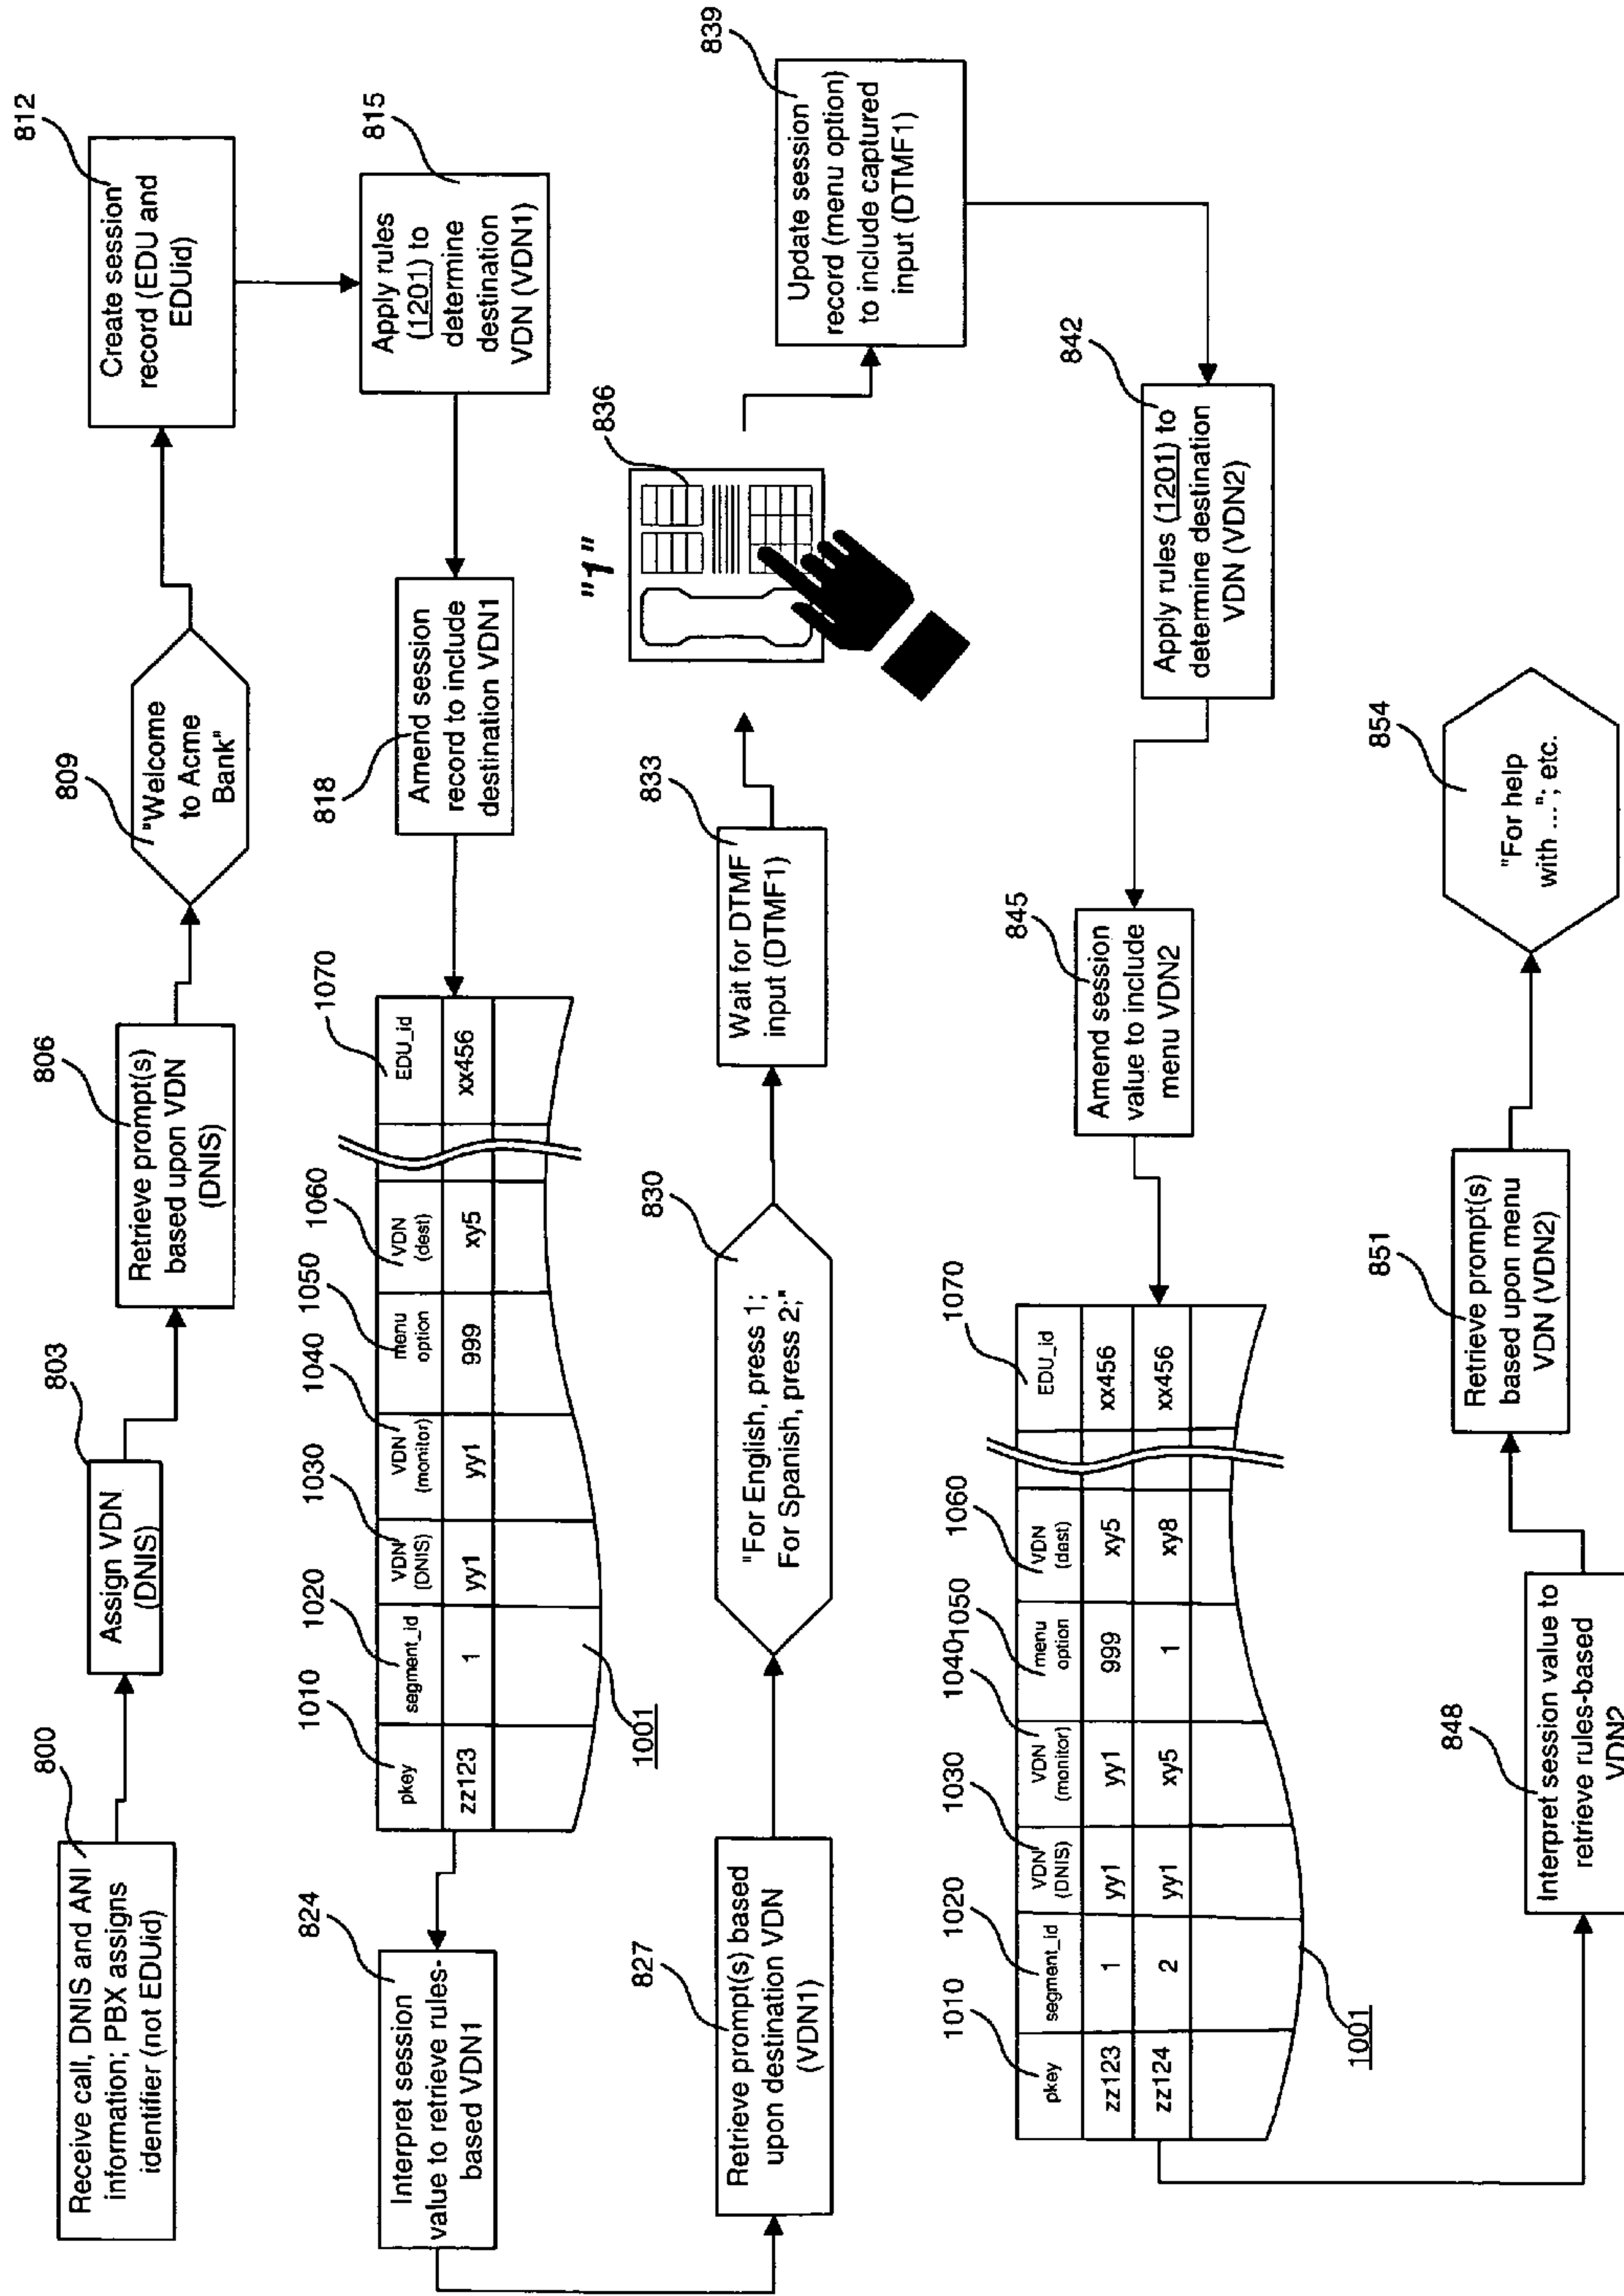 800
Receive call, DNIS and ANI
information; PBX assigns
identifier (not EDUid)
803
Assign VDN
(DNIS)
806
Retrieve prompt(s)
based upon VDN
(DNIS)
809
"Welcome
to Acme
Bank"
812
Create session
record (EDU and
EDUid)
815
Apply rules
(1201) to
determine
destination
VDN (VDN1)
818
Amend session
record to include
destination VDN1
1010 1020 1030 1040 1050 1060 1070
pkey segment_id VDN (DNIS) VDN (monitor) menu option VDN (dest) EDU_id
zz123 1 yy1 yy1 999 xy5 xx456
1001
824
Interpret session
value to retrieve rules-
based VDN1
827
Retrieve prompt(s) based
upon destination VDN
(VDN1)
830
"For English, press 1;
For Spanish, press 2;"
833
Wait for DTMF
input (DTMF1)
"1"
836
839
Update session
record (menu option)
to include captured
input (DTMF1)
842
Apply rules (1201) to
determine destination
VDN (VDN2)
845
Amend session
value to include
menu VDN2
1010 1020 1030 1040 1050 1060 1070
pkey segment_id VDN (DNIS) VDN (monitor) menu option VDN (dest) EDU_id
zz123 1 yy1 yy1 999 xy5 xx456
zz124 2 yy1 xy5 1 xy8 xx456
1001
848
Interpret session value to
retrieve rules-based
VDN2
851
Retrieve prompt(s)
based upon menu
VDN (VDN2)
854
"For help
with ..."; etc.